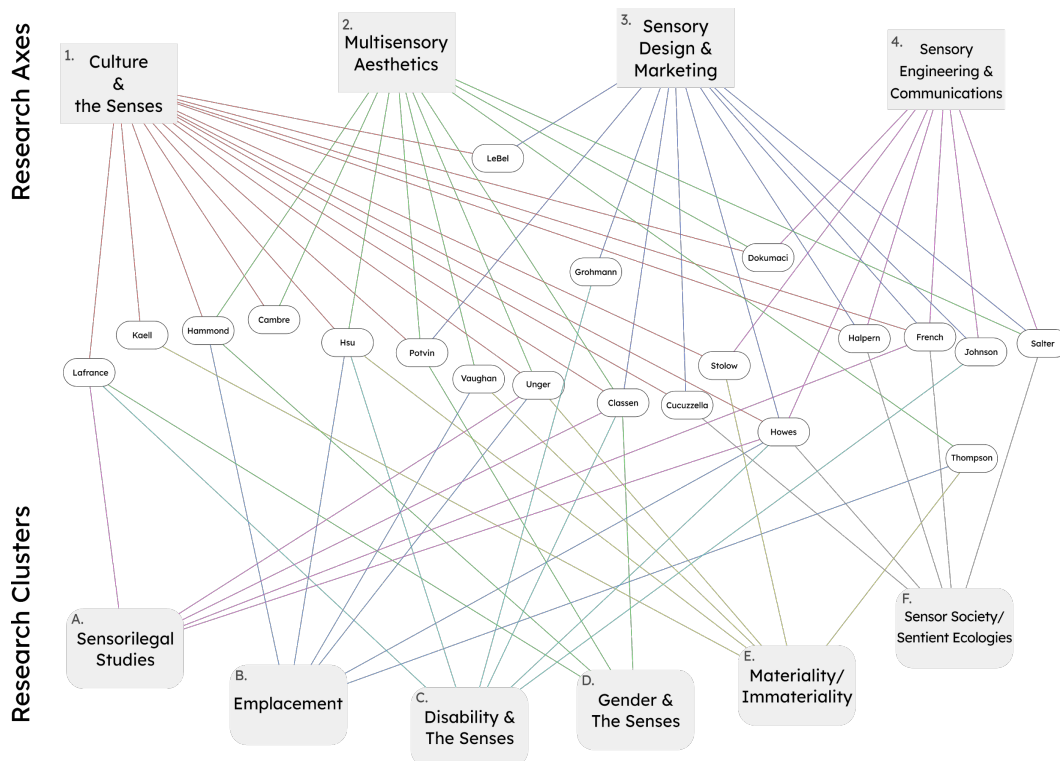 Research Axes
1.
Culture
&
the Senses
2.
Multisensory
Aesthetics
3.
Sensory
Design &
Marketing
4.
Sensory
Engineering &
Communications
LeBel
Dokumaci
Grohmann
Cambre
Hammond
Kaell
Hsu
Potvin
Halpern
French
Johnson
Salter
Lafrance
Vaughan
Unger
Stolow
Classen
Cucuzzella
Howes
Thompson
Research Clusters
A.
Sensorilegal
Studies
B.
Emplacement
C.
Disability &
The Senses
D.
Gender &
The Senses
E.
Materiality/
Immateriality
F.
Sensor Society/
Sentient Ecologies